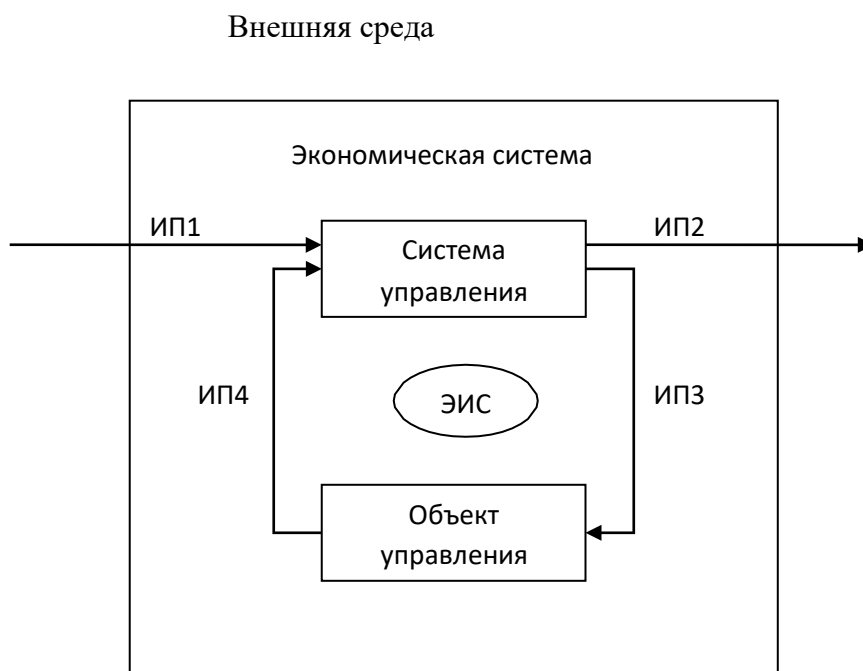 Внешняя среда
Экономическая система
ИП1
ИП2
Система
управления
ИП4
ЭИС
ИП3
Объект
управления